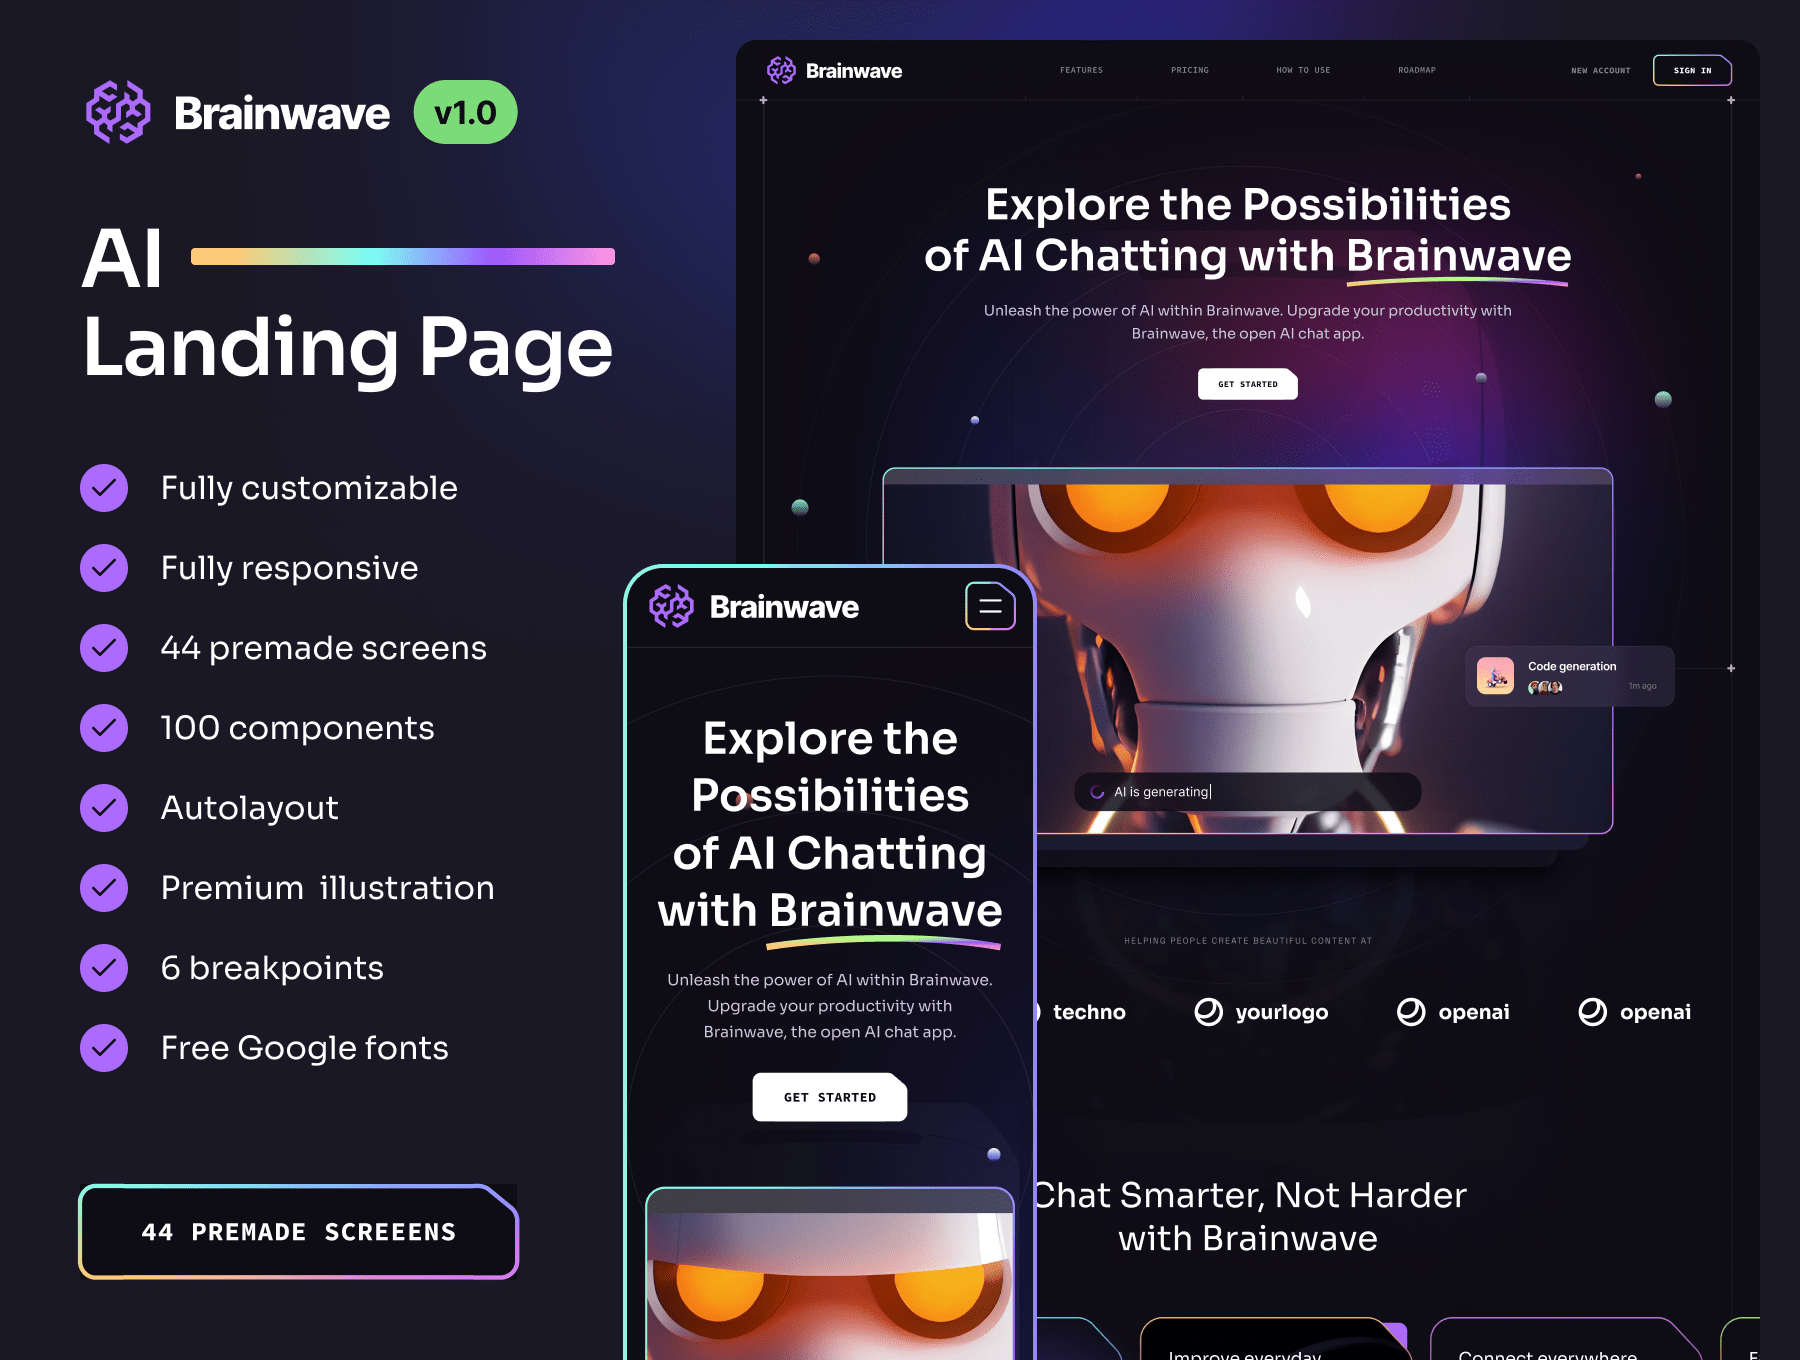 Brainwave v1.0
AI
Landing Page
Fully customizable
Fully responsive
44 premade screens
100 components
Autolayout
Premium illustration
6 breakpoints
Free Google fonts
44 PREMADE SCREEENS
Brainwave
FEATURES
PRICING
HOW TO USE
ROADMAP
NEW ACCOUNT
SIGN IN
Explore the Possibilities
of AI Chatting with Brainwave
Unleash the power of AI within Brainwave. Upgrade your productivity with
Brainwave, the open AI chat app.
GET STARTED
Code generation
1m ago
AI is generating
HELPING PEOPLE CREATE BEAUTIFUL CONTENT AT
techno
yourlogo
openai
openai
Chat Smarter, Not Harder
with Brainwave
Improve everyday
Connect everywhere
Brainwave
Explore the
Possibilities
of AI Chatting
with Brainwave
Unleash the power of AI within Brainwave.
Upgrade your productivity with
Brainwave, the open AI chat app.
GET STARTED